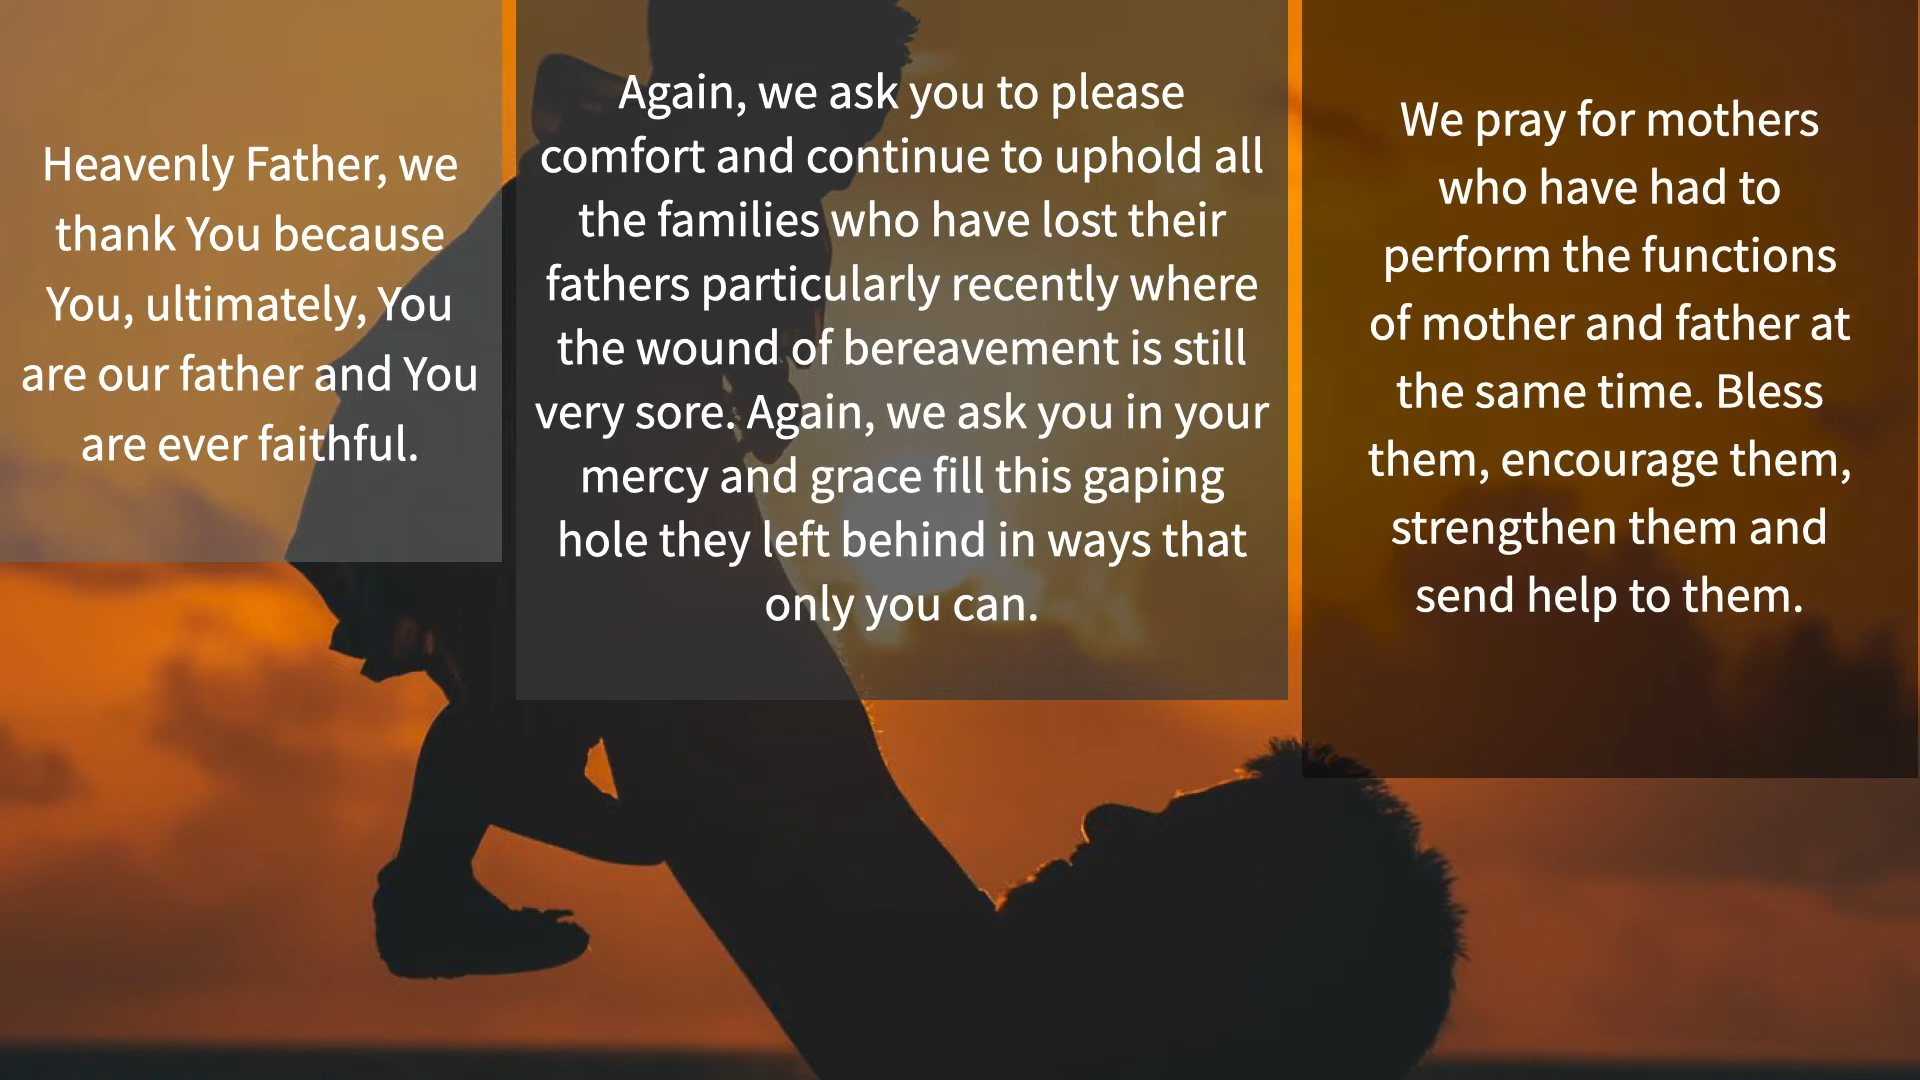 Heavenly Father, we
thank You because
You, ultimately, You
are our father and You
are ever faithful.
Again, we ask you to please
comfort and continue to uphold all
the families who have lost their
fathers particularly recently where
the wound of bereavement is still
very sore. Again, we ask you in your
mercy and grace fill this gaping
hole they left behind in ways that
only you can.
We pray for mothers
who have had to
perform the functions
of mother and father at
the same time. Bless
them, encourage them,
strengthen them and
send help to them.